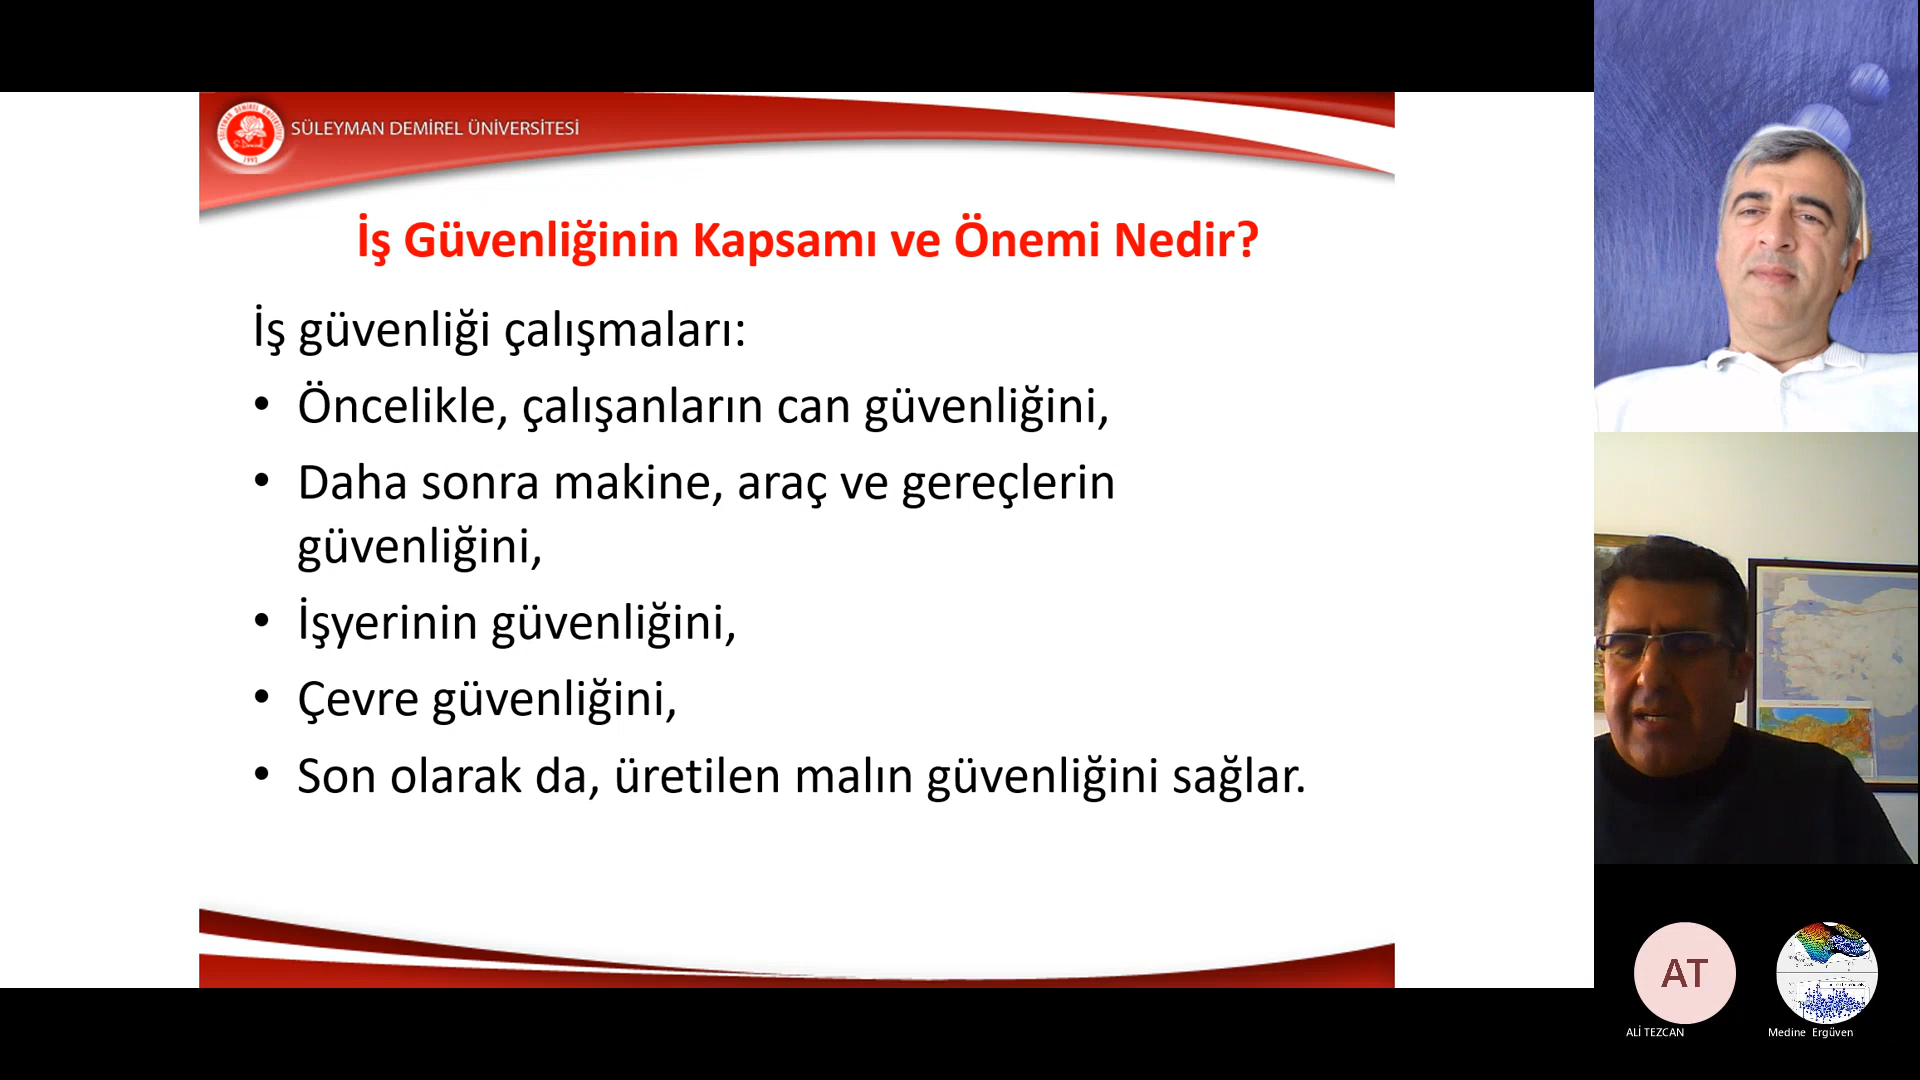 SÜLEYMAN DEMİREL ÜNİVERSİTESİ
1992
İş Güvenliğinin Kapsamı ve Önemi Nedir?
İş güvenliği çalışmaları:
• Öncelikle, çalışanların can güvenliğini,
• Daha sonra makine, araç ve gereçlerin
güvenliğini,
• İşyerinin güvenliğini,
• Çevre güvenliğini,
• Son olarak da, üretilen malın güvenliğini sağlar.
AT
ALİ TEZCAN
Medine Ergüven